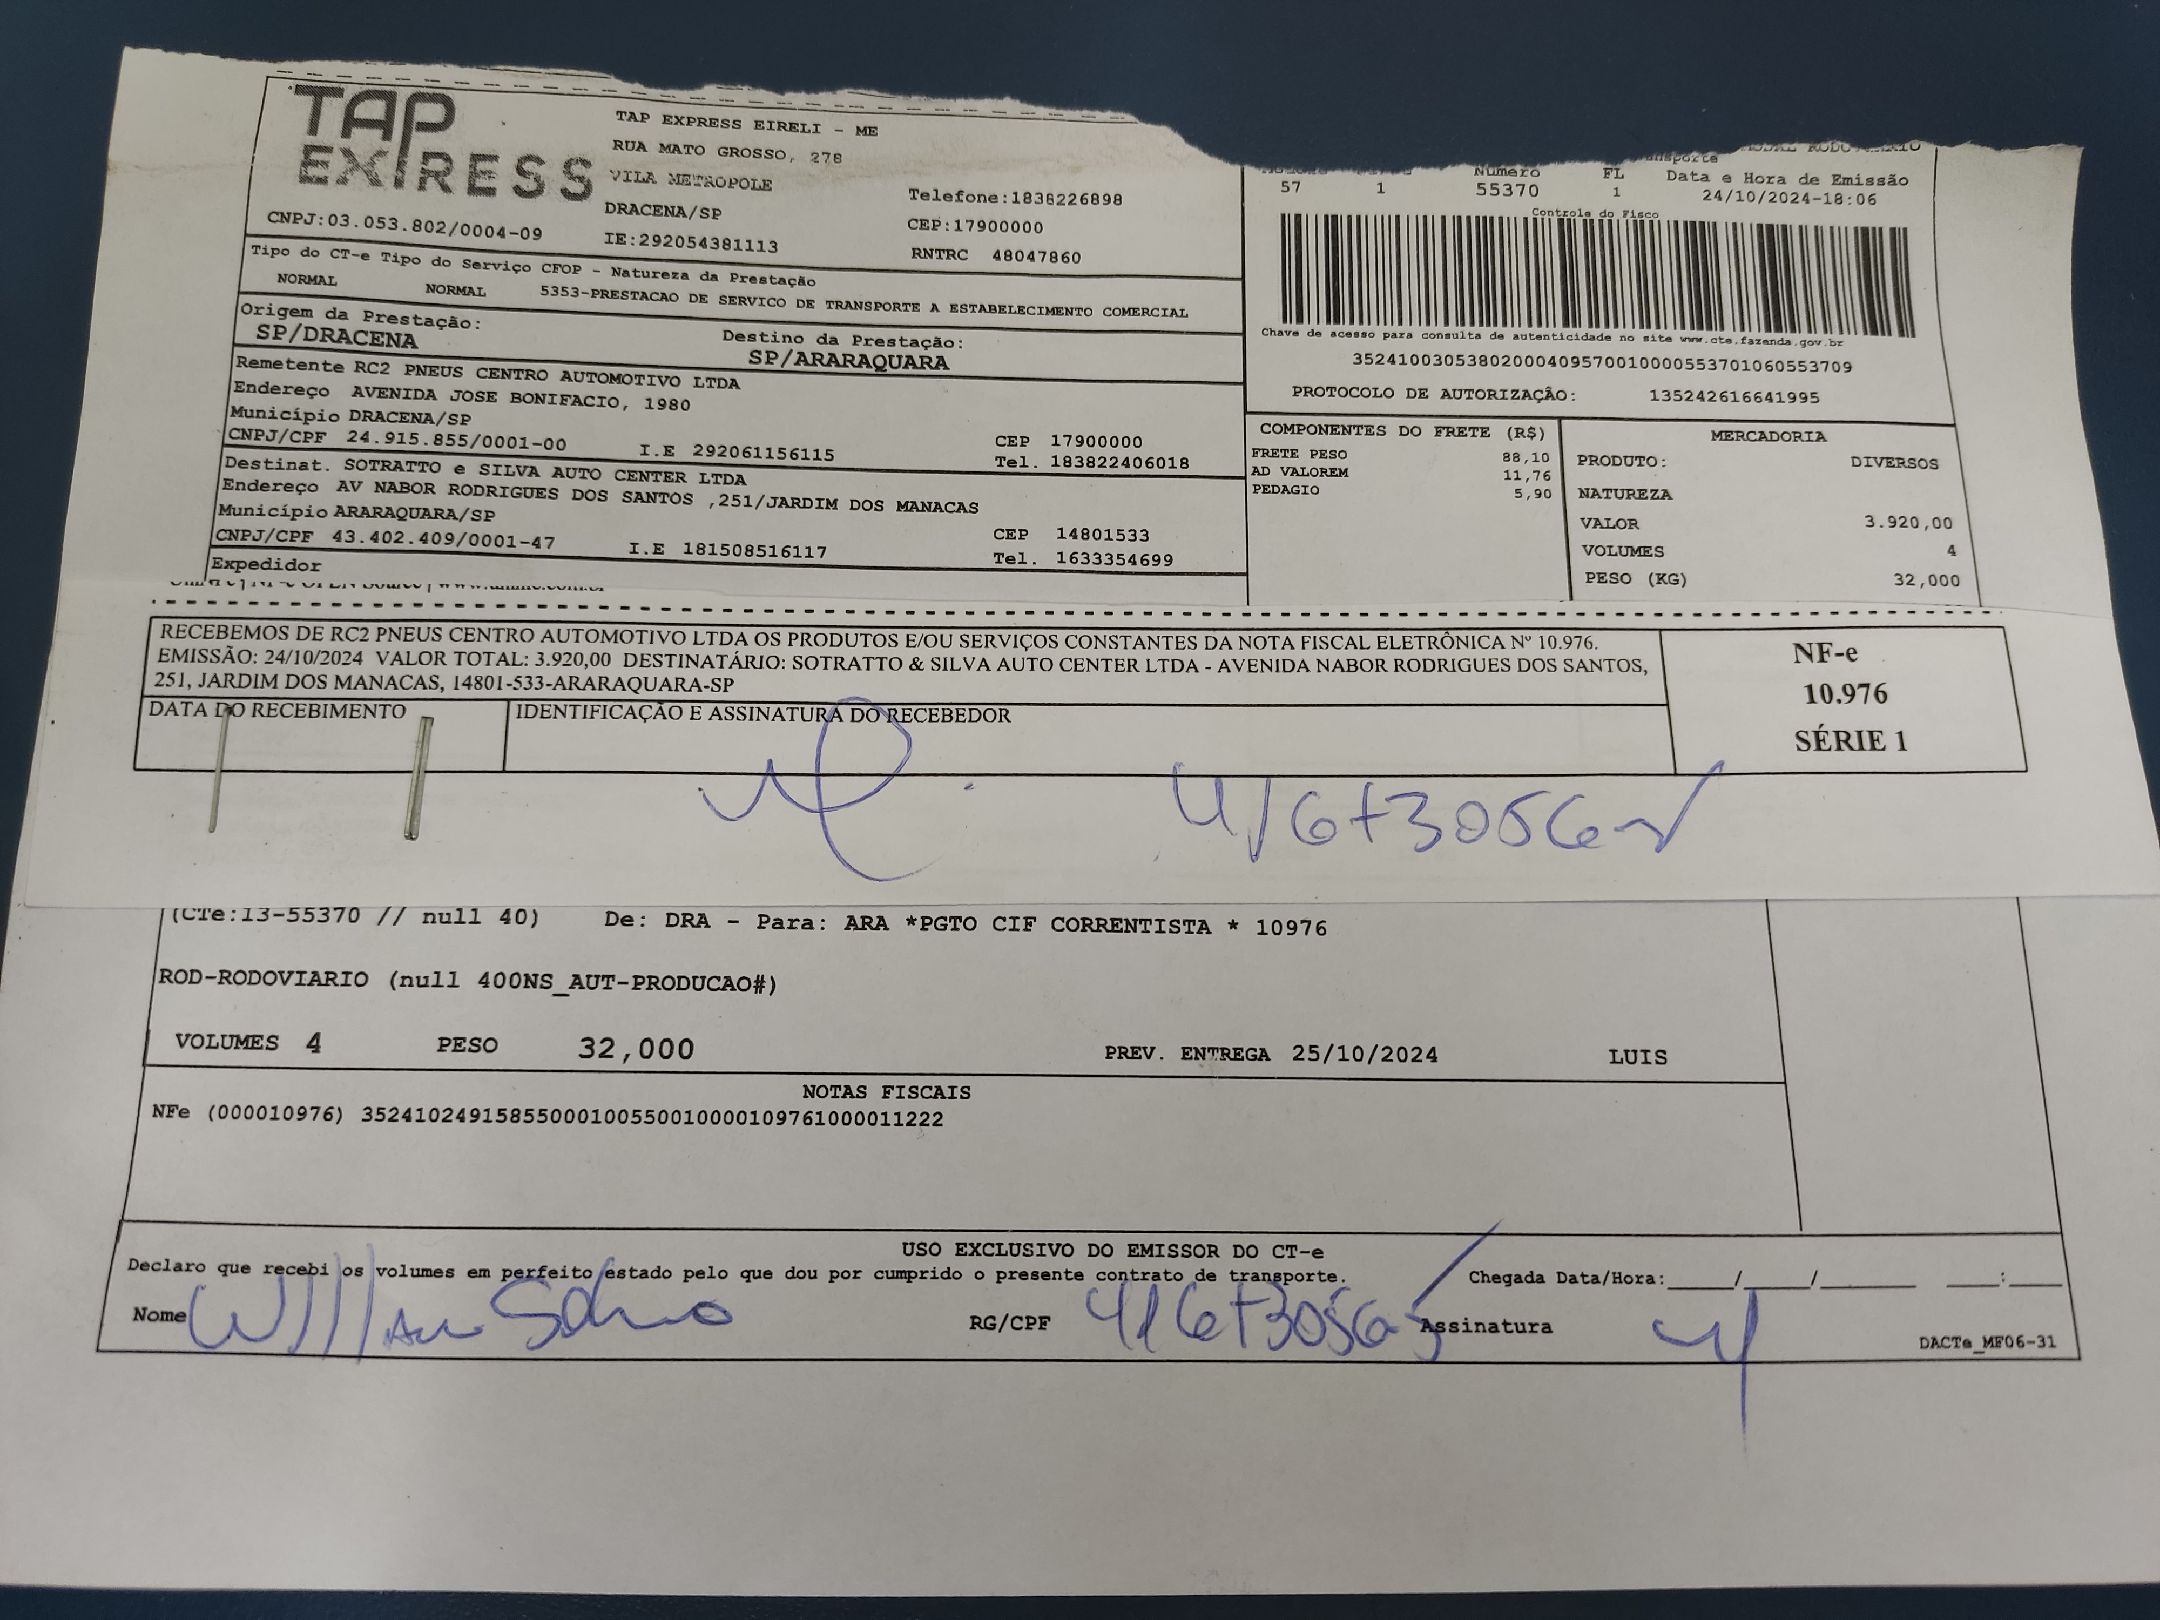 TAP
EXPRESS
TAP EXPRESS EIRELI - ME
RUA MATO GROSSO, 278
VILA METROPOLE
DRACENA/SP
IE:292054381113
CNPJ:03.053.802/0004-09
Telefone:1838226898
CEP:17900000
RNTRC 48047860
Número FL Data e Hora de Emissão
57 1 55370 1 24/10/2024-18:06
Controle do Fisco
Chave de acesso para consulta de autenticidade no site www.cte.fazenda.gov.br
35241003053802000409570010000553701060553709
PROTOCOLO DE AUTORIZAÇÃO: 135242616641995
Tipo do CT-e Tipo do Serviço CFOP - Natureza da Prestação
NORMAL NORMAL 5353-PRESTACAO DE SERVICO DE TRANSPORTE A ESTABELECIMENTO COMERCIAL
Origem da Prestação: Destino da Prestação:
SP/DRACENA SP/ARARAQUARA
Remetente RC2 PNEUS CENTRO AUTOMOTIVO LTDA
Endereço AVENIDA JOSE BONIFACIO, 1980
Município DRACENA/SP CEP 17900000
CNPJ/CPF 24.915.855/0001-00 I.E 292061156115 Tel. 183822406018
Destinat. SOTRATTO e SILVA AUTO CENTER LTDA
Endereço AV NABOR RODRIGUES DOS SANTOS ,251/JARDIM DOS MANACAS
Município ARARAQUARA/SP CEP 14801533
CNPJ/CPF 43.402.409/0001-47 I.E 181508516117 Tel. 1633354699
Expedidor
COMPONENTES DO FRETE (R$)
FRETE PESO 88,10
AD VALOREM 11,76
PEDAGIO 5,90
MERCADORIA
PRODUTO: DIVERSOS
NATUREZA
VALOR 3.920,00
VOLUMES 4
PESO (KG) 32,000
RECEBEMOS DE RC2 PNEUS CENTRO AUTOMOTIVO LTDA OS PRODUTOS E/OU SERVIÇOS CONSTANTES DA NOTA FISCAL ELETRÔNICA Nº 10.976.
EMISSÃO: 24/10/2024 VALOR TOTAL: 3.920,00 DESTINATÁRIO: SOTRATTO & SILVA AUTO CENTER LTDA - AVENIDA NABOR RODRIGUES DOS SANTOS,
251, JARDIM DOS MANACAS, 14801-533-ARARAQUARA-SP
DATA DO RECEBIMENTO IDENTIFICAÇÃO E ASSINATURA DO RECEBEDOR
NF-e
10.976
SÉRIE 1
(CTe:13-55370 // null 40) De: DRA - Para: ARA *PGTO CIF CORRENTISTA * 10976
ROD-RODOVIARIO (null 400NS_AUT-PRODUCAO#)
VOLUMES 4 PESO 32,000 PREV. ENTREGA 25/10/2024 LUIS
NOTAS FISCAIS
NFe (000010976) 35241024915855000100550010000109761000011222
USO EXCLUSIVO DO EMISSOR DO CT-e
Declaro que recebi os volumes em perfeito estado pelo que dou por cumprido o presente contrato de transporte. Chegada Data/Hora:_____/_____/_______ ____:____
Nome RG/CPF Assinatura
DACTe_MF06-31